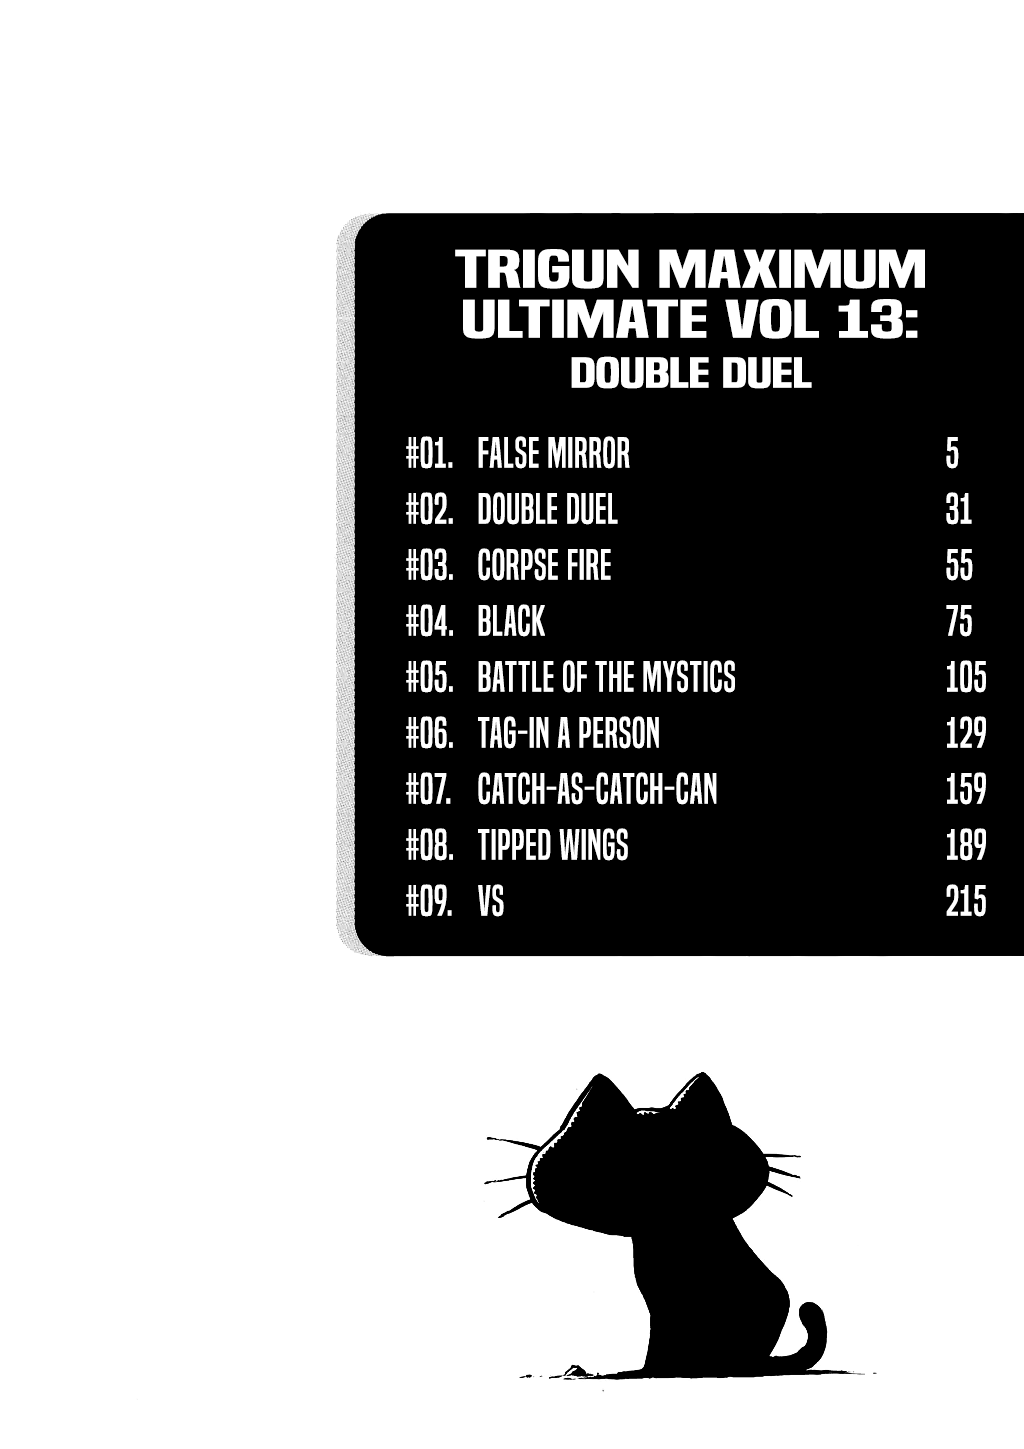 TRIGUN MAXIMUM
ULTIMATE VOL 13:
DOUBLE DUEL
#01. FALSE MIRROR 5
#02. DOUBLE DUEL 31
#03. CORPSE FIRE 55
#04. BLACK 75
#05. BATTLE OF THE MYSTICS 105
#06. TAG-IN A PERSON 129
#07. CATCH-AS-CATCH-CAN 159
#08. TIPPED WINGS 189
#09. VS 215